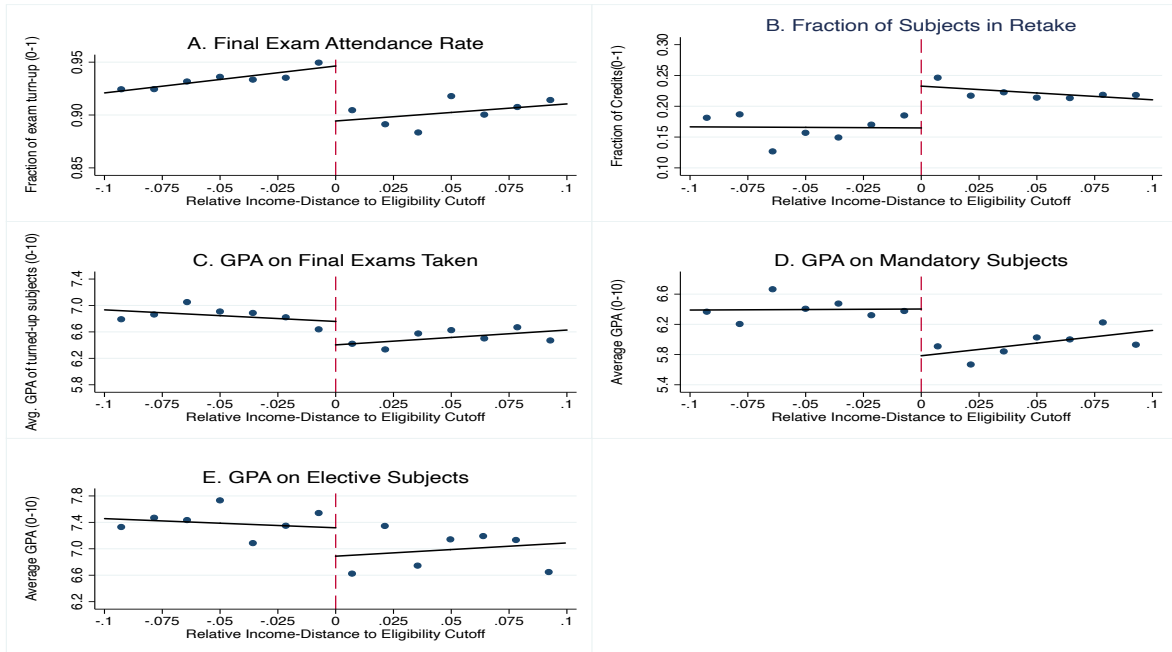 A. Final Exam Attendance Rate
Fraction of exam turn-up (0-1)
0.95
0.90
0.85
-.1 -.075 -.05 -.025 0 .025 .05 .075 .1
Relative Income-Distance to Eligibility Cutoff
B. Fraction of Subjects in Retake
Fraction of Credits(0-1)
0.30
0.25
0.20
0.15
0.10
-.1 -.075 -.05 -.025 0 .025 .05 .075 .1
Relative Income-Distance to Eligibility Cutoff
C. GPA on Final Exams Taken
Avg. GPA of turned-up subjects (0-10)
7.4
7.0
6.6
6.2
5.8
-.1 -.075 -.05 -.025 0 .025 .05 .075 .1
Relative Income-Distance to Eligibility Cutoff
D. GPA on Mandatory Subjects
Average GPA (0-10)
6.6
6.2
5.8
5.4
-.1 -.075 -.05 -.025 0 .025 .05 .075 .1
Relative Income-Distance to Eligibility Cutoff
E. GPA on Elective Subjects
Average GPA (0-10)
7.8
7.4
7.0
6.6
6.2
-.1 -.075 -.05 -.025 0 .025 .05 .075 .1
Relative Income-Distance to Eligibility Cutoff